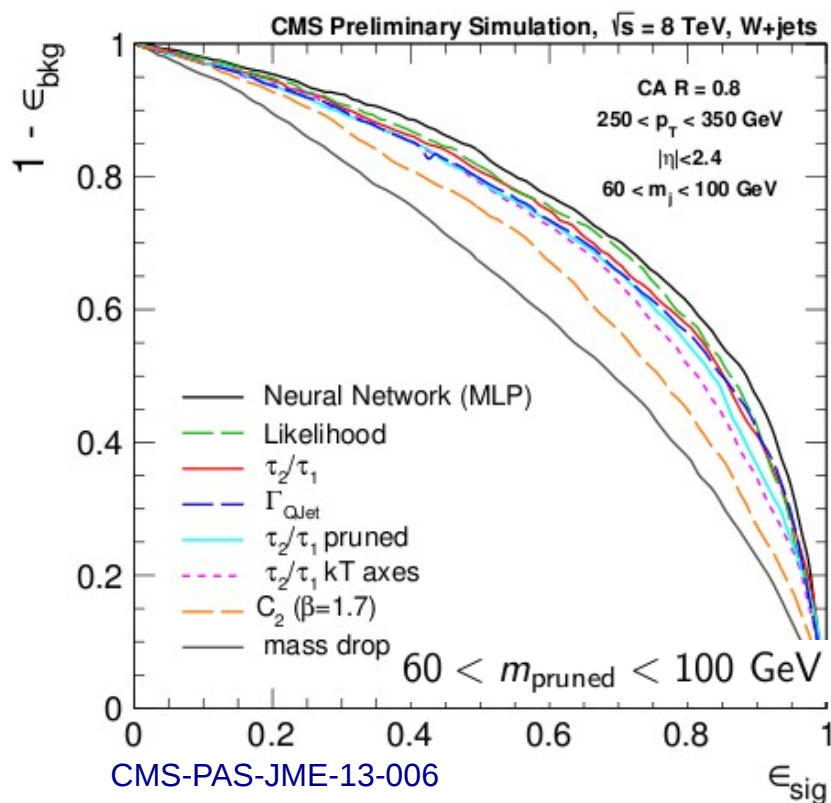 CMS Preliminary Simulation, √s = 8 TeV, W+jets
1 - ϵ_bkg
CA R = 0.8
250 < p_T < 350 GeV
|η|<2.4
60 < m_j < 100 GeV
1
0.8
0.6
0.4
0.2
0
Neural Network (MLP)
Likelihood
τ_2/τ_1
Γ_QJet
τ_2/τ_1 pruned
τ_2/τ_1 kT axes
C_2 (β=1.7)
mass drop
60 < m_pruned < 100 GeV
0 0.2 0.4 0.6 0.8 1
ϵ_sig
CMS-PAS-JME-13-006